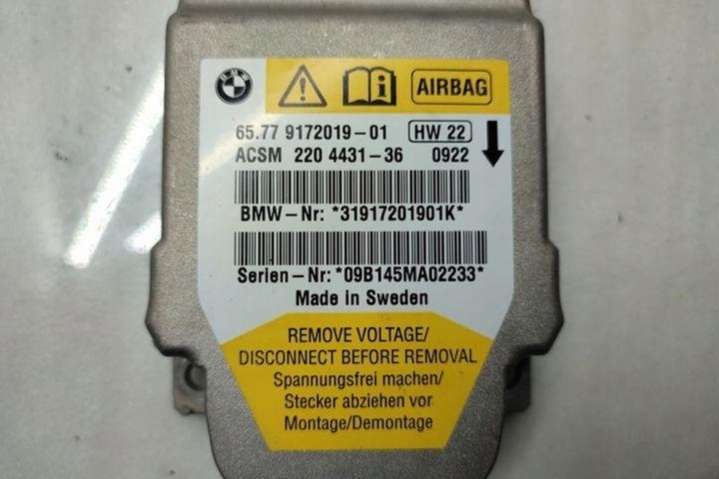 BMW
AIRBAG
65.77 9172019-01 HW 22
ACSM 220 4431-36 0922
BMW-Nr: *31917201901K*
Serien-Nr: *09B145MA02233*
Made in Sweden
REMOVE VOLTAGE/
DISCONNECT BEFORE REMOVAL
Spannungsfrei machen/
Stecker abziehen vor
Montage/Demontage